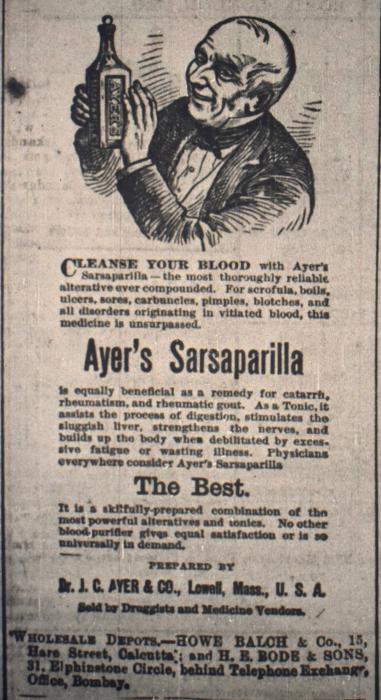 AYER'S
CLEANSE YOUR BLOOD with Ayer's
Sarsaparilla—the most thoroughly reliable
alterative ever compounded. For scrofula, boils,
ulcers, sores, carbuncles, pimples, blotches, and
all disorders originating in vitiated blood, this
medicine is unsurpassed.
Ayer's Sarsaparilla
is equally beneficial as a remedy for catarrh,
rheumatism, and rheumatic gout. As a Tonic, it
assists the process of digestion, stimulates the
sluggish liver, strengthens the nerves, and
builds up the body when debilitated by exces-
sive fatigue or wasting illness. Physicians
everywhere consider Ayer's Sarsaparilla
The Best.
It is a skilfully-prepared combination of the
most powerful alteratives and tonics. No other
blood-purifier gives equal satisfaction or is so
universally in demand.
PREPARED BY
Dr. J. C. AYER & CO., Lowell, Mass., U. S. A.
Sold by Druggists and Medicine Vendors.
WHOLESALE DEPOTS.—HOWE BALCH & Co., 15,
Hare Street, Calcutta; and H. E. BODE & SONS,
31, Elphinstone Circle, behind Telephone Exchange,
Office, Bombay.